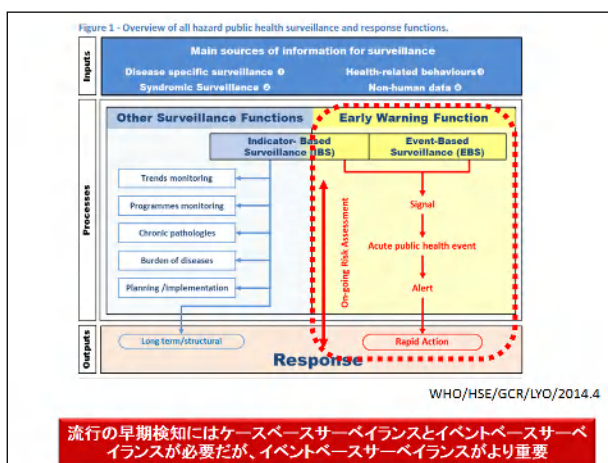 Figure 1 - Overview of all hazard public health surveillance and response functions.
Inputs
Main sources of information for surveillance
Disease specific surveillance ❶
Health-related behaviours❸
Syndromic Surveillance ❷
Non-human data ❹
Processes
Other Surveillance Functions
Early Warning Function
Indicator- Based
Surveillance (IBS)
Event-Based
Surveillance (EBS)
Trends monitoring
Programmes monitoring
Chronic pathologies
Burden of diseases
Planning /implementation
On-going Risk Assessment
Signal
Acute public health event
Alert
Outputs
Long term/structural
Response
Rapid Action
WHO/HSE/GCR/LYO/2014.4
流行の早期検知にはケースベースサーベイランスとイベントベースサーベ
イランスが必要だが、イベントベースサーベイランスがより重要